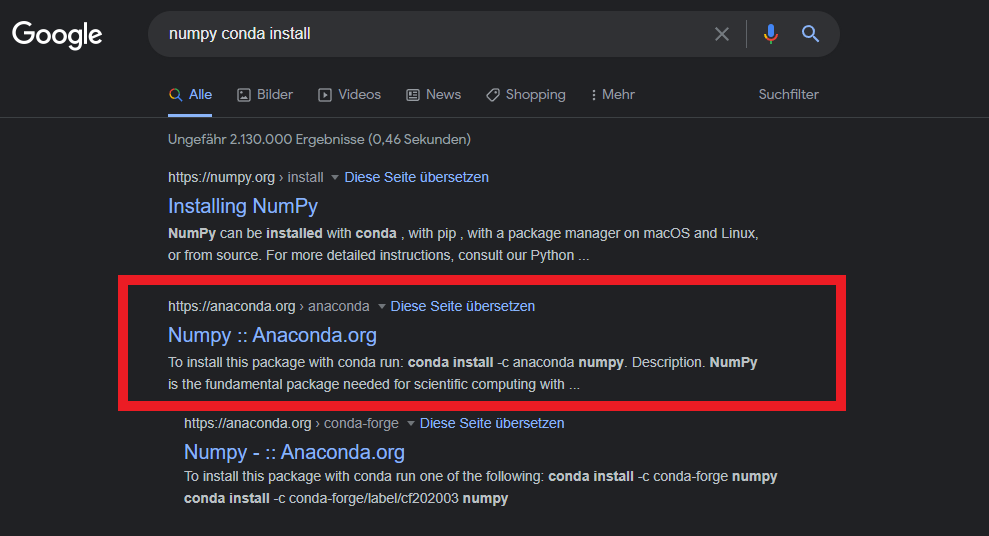 Google
numpy conda install
Alle Bilder Videos News Shopping Mehr Suchfilter
Ungefähr 2.130.000 Ergebnisse (0,46 Sekunden)
https://numpy.org › install Diese Seite übersetzen
Installing NumPy
NumPy can be installed with conda , with pip , with a package manager on macOS and Linux,
or from source. For more detailed instructions, consult our Python ...
https://anaconda.org › anaconda Diese Seite übersetzen
Numpy :: Anaconda.org
To install this package with conda run: conda install -c anaconda numpy. Description. NumPy
is the fundamental package needed for scientific computing with ...
https://anaconda.org › conda-forge Diese Seite übersetzen
Numpy - :: Anaconda.org
To install this package with conda run one of the following: conda install -c conda-forge numpy
conda install -c conda-forge/label/cf202003 numpy